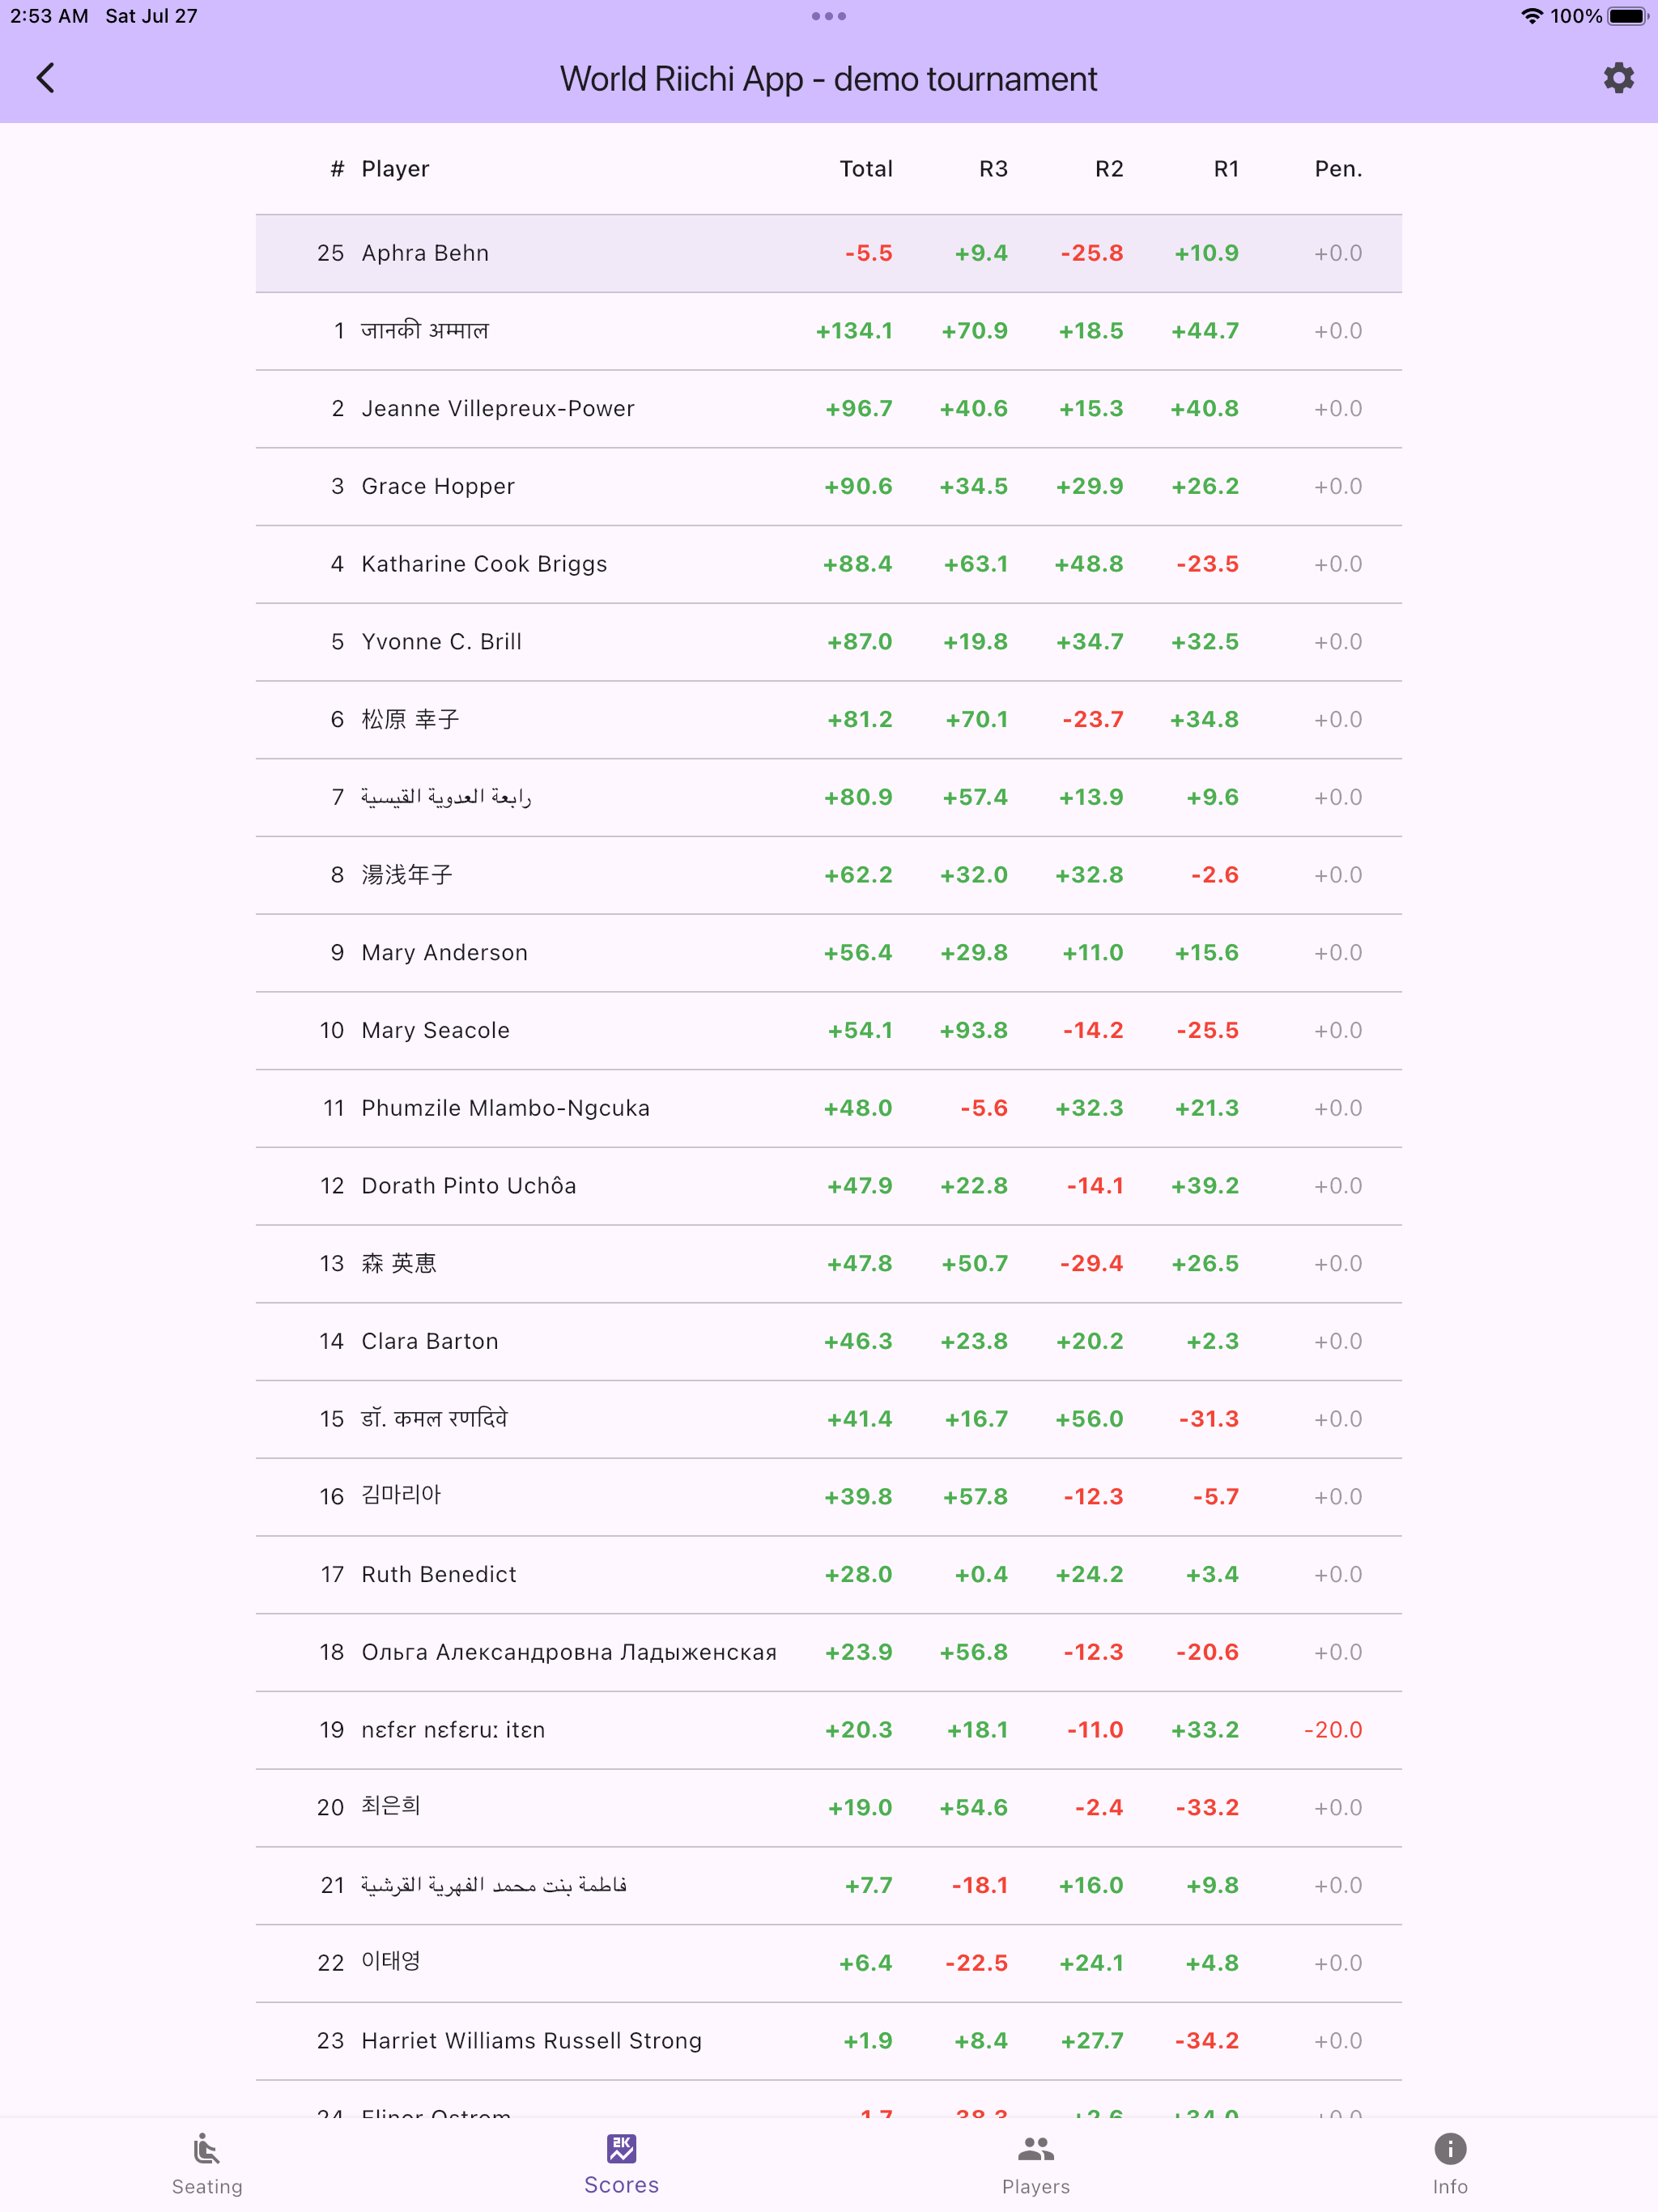 2:53 AM Sat Jul 27 100%
World Riichi App - demo tournament
# Player Total R3 R2 R1 Pen.
25 Aphra Behn -5.5 +9.4 -25.8 +10.9 +0.0
1 जानकी अम्माल +134.1 +70.9 +18.5 +44.7 +0.0
2 Jeanne Villepreux-Power +96.7 +40.6 +15.3 +40.8 +0.0
3 Grace Hopper +90.6 +34.5 +29.9 +26.2 +0.0
4 Katharine Cook Briggs +88.4 +63.1 +48.8 -23.5 +0.0
5 Yvonne C. Brill +87.0 +19.8 +34.7 +32.5 +0.0
6 松原 幸子 +81.2 +70.1 -23.7 +34.8 +0.0
7 رابعة العدوية القيسية +80.9 +57.4 +13.9 +9.6 +0.0
8 湯浅年子 +62.2 +32.0 +32.8 -2.6 +0.0
9 Mary Anderson +56.4 +29.8 +11.0 +15.6 +0.0
10 Mary Seacole +54.1 +93.8 -14.2 -25.5 +0.0
11 Phumzile Mlambo-Ngcuka +48.0 -5.6 +32.3 +21.3 +0.0
12 Dorath Pinto Uchôa +47.9 +22.8 -14.1 +39.2 +0.0
13 森 英恵 +47.8 +50.7 -29.4 +26.5 +0.0
14 Clara Barton +46.3 +23.8 +20.2 +2.3 +0.0
15 डॉ. कमल रणदिवे +41.4 +16.7 +56.0 -31.3 +0.0
16 김마리아 +39.8 +57.8 -12.3 -5.7 +0.0
17 Ruth Benedict +28.0 +0.4 +24.2 +3.4 +0.0
18 Ольга Александровна Ладыженская +23.9 +56.8 -12.3 -20.6 +0.0
19 nɛfɛr nɛfɛruː itɛn +20.3 +18.1 -11.0 +33.2 -20.0
20 최은희 +19.0 +54.6 -2.4 -33.2 +0.0
21 فاطمة بنت محمد الفهرية القرشية +7.7 -18.1 +16.0 +9.8 +0.0
22 이태영 +6.4 -22.5 +24.1 +4.8 +0.0
23 Harriet Williams Russell Strong +1.9 +8.4 +27.7 -34.2 +0.0
24 Elinor Ostrom
Seating Scores Players Info